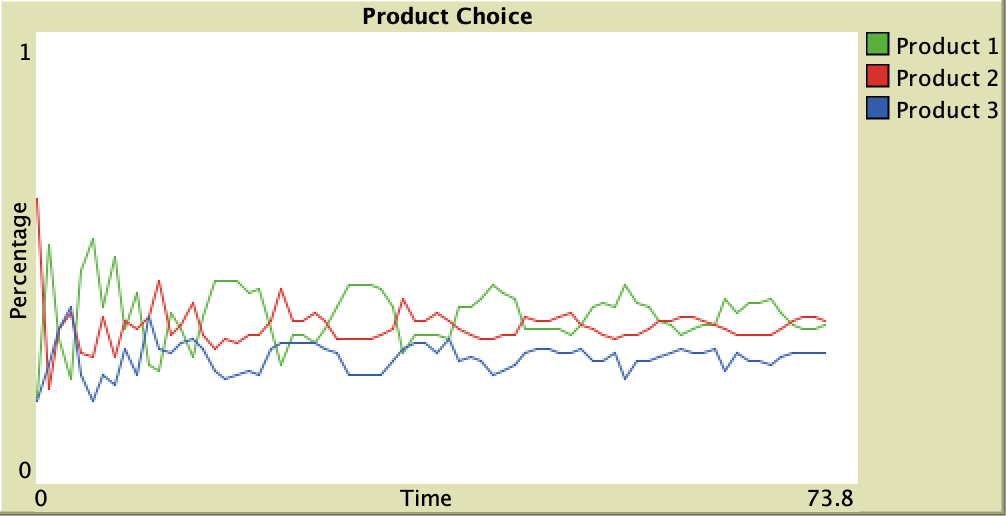 Product Choice
1
Percentage
0
0
Time
73.8
Product 1
Product 2
Product 3